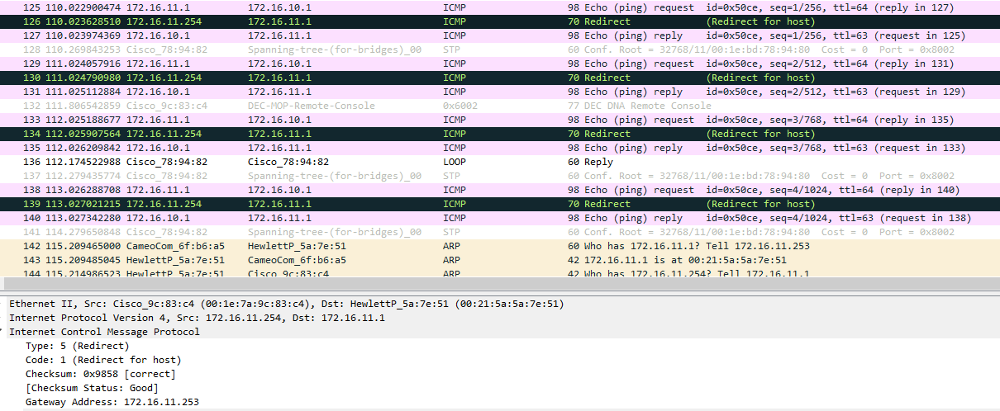 125 110.022900474 172.16.11.1 172.16.10.1 ICMP 98 Echo (ping) request id=0x50ce, seq=1/256, ttl=64 (reply in 127)
126 110.023628510 172.16.11.254 172.16.11.1 ICMP 70 Redirect (Redirect for host)
127 110.023974369 172.16.10.1 172.16.11.1 ICMP 98 Echo (ping) reply id=0x50ce, seq=1/256, ttl=63 (request in 125)
128 110.269843253 Cisco_78:94:82 Spanning-tree-(for-bridges)_00 STP 60 Conf. Root = 32768/11/00:1e:bd:78:94:80 Cost = 0 Port = 0x8002
129 111.024057916 172.16.11.1 172.16.10.1 ICMP 98 Echo (ping) request id=0x50ce, seq=2/512, ttl=64 (reply in 131)
130 111.024790980 172.16.11.254 172.16.11.1 ICMP 70 Redirect (Redirect for host)
131 111.025112884 172.16.10.1 172.16.11.1 ICMP 98 Echo (ping) reply id=0x50ce, seq=2/512, ttl=63 (request in 129)
132 111.806542859 Cisco_9c:83:c4 DEC-MOP-Remote-Console 0x6002 77 DEC DNA Remote Console
133 112.025188677 172.16.11.1 172.16.10.1 ICMP 98 Echo (ping) request id=0x50ce, seq=3/768, ttl=64 (reply in 135)
134 112.025907564 172.16.11.254 172.16.11.1 ICMP 70 Redirect (Redirect for host)
135 112.026209842 172.16.10.1 172.16.11.1 ICMP 98 Echo (ping) reply id=0x50ce, seq=3/768, ttl=63 (request in 133)
136 112.174522988 Cisco_78:94:82 Cisco_78:94:82 LOOP 60 Reply
137 112.279435774 Cisco_78:94:82 Spanning-tree-(for-bridges)_00 STP 60 Conf. Root = 32768/11/00:1e:bd:78:94:80 Cost = 0 Port = 0x8002
138 113.026288708 172.16.11.1 172.16.10.1 ICMP 98 Echo (ping) request id=0x50ce, seq=4/1024, ttl=64 (reply in 140)
139 113.027021215 172.16.11.254 172.16.11.1 ICMP 70 Redirect (Redirect for host)
140 113.027342280 172.16.10.1 172.16.11.1 ICMP 98 Echo (ping) reply id=0x50ce, seq=4/1024, ttl=63 (request in 138)
141 114.279650848 Cisco_78:94:82 Spanning-tree-(for-bridges)_00 STP 60 Conf. Root = 32768/11/00:1e:bd:78:94:80 Cost = 0 Port = 0x8002
142 115.209465000 CameoCom_6f:b6:a5 HewlettP_5a:7e:51 ARP 60 Who has 172.16.11.1? Tell 172.16.11.253
143 115.209485045 HewlettP_5a:7e:51 CameoCom_6f:b6:a5 ARP 42 172.16.11.1 is at 00:21:5a:5a:7e:51
144 115.214986523 HewlettP_5a:7e:51 Cisco_9c:83:c4 ARP 42 Who has 172.16.11.254? Tell 172.16.11.1
Ethernet II, Src: Cisco_9c:83:c4 (00:1e:7a:9c:83:c4), Dst: HewlettP_5a:7e:51 (00:21:5a:5a:7e:51)
Internet Protocol Version 4, Src: 172.16.11.254, Dst: 172.16.11.1
Internet Control Message Protocol
Type: 5 (Redirect)
Code: 1 (Redirect for host)
Checksum: 0x9858 [correct]
[Checksum Status: Good]
Gateway Address: 172.16.11.253